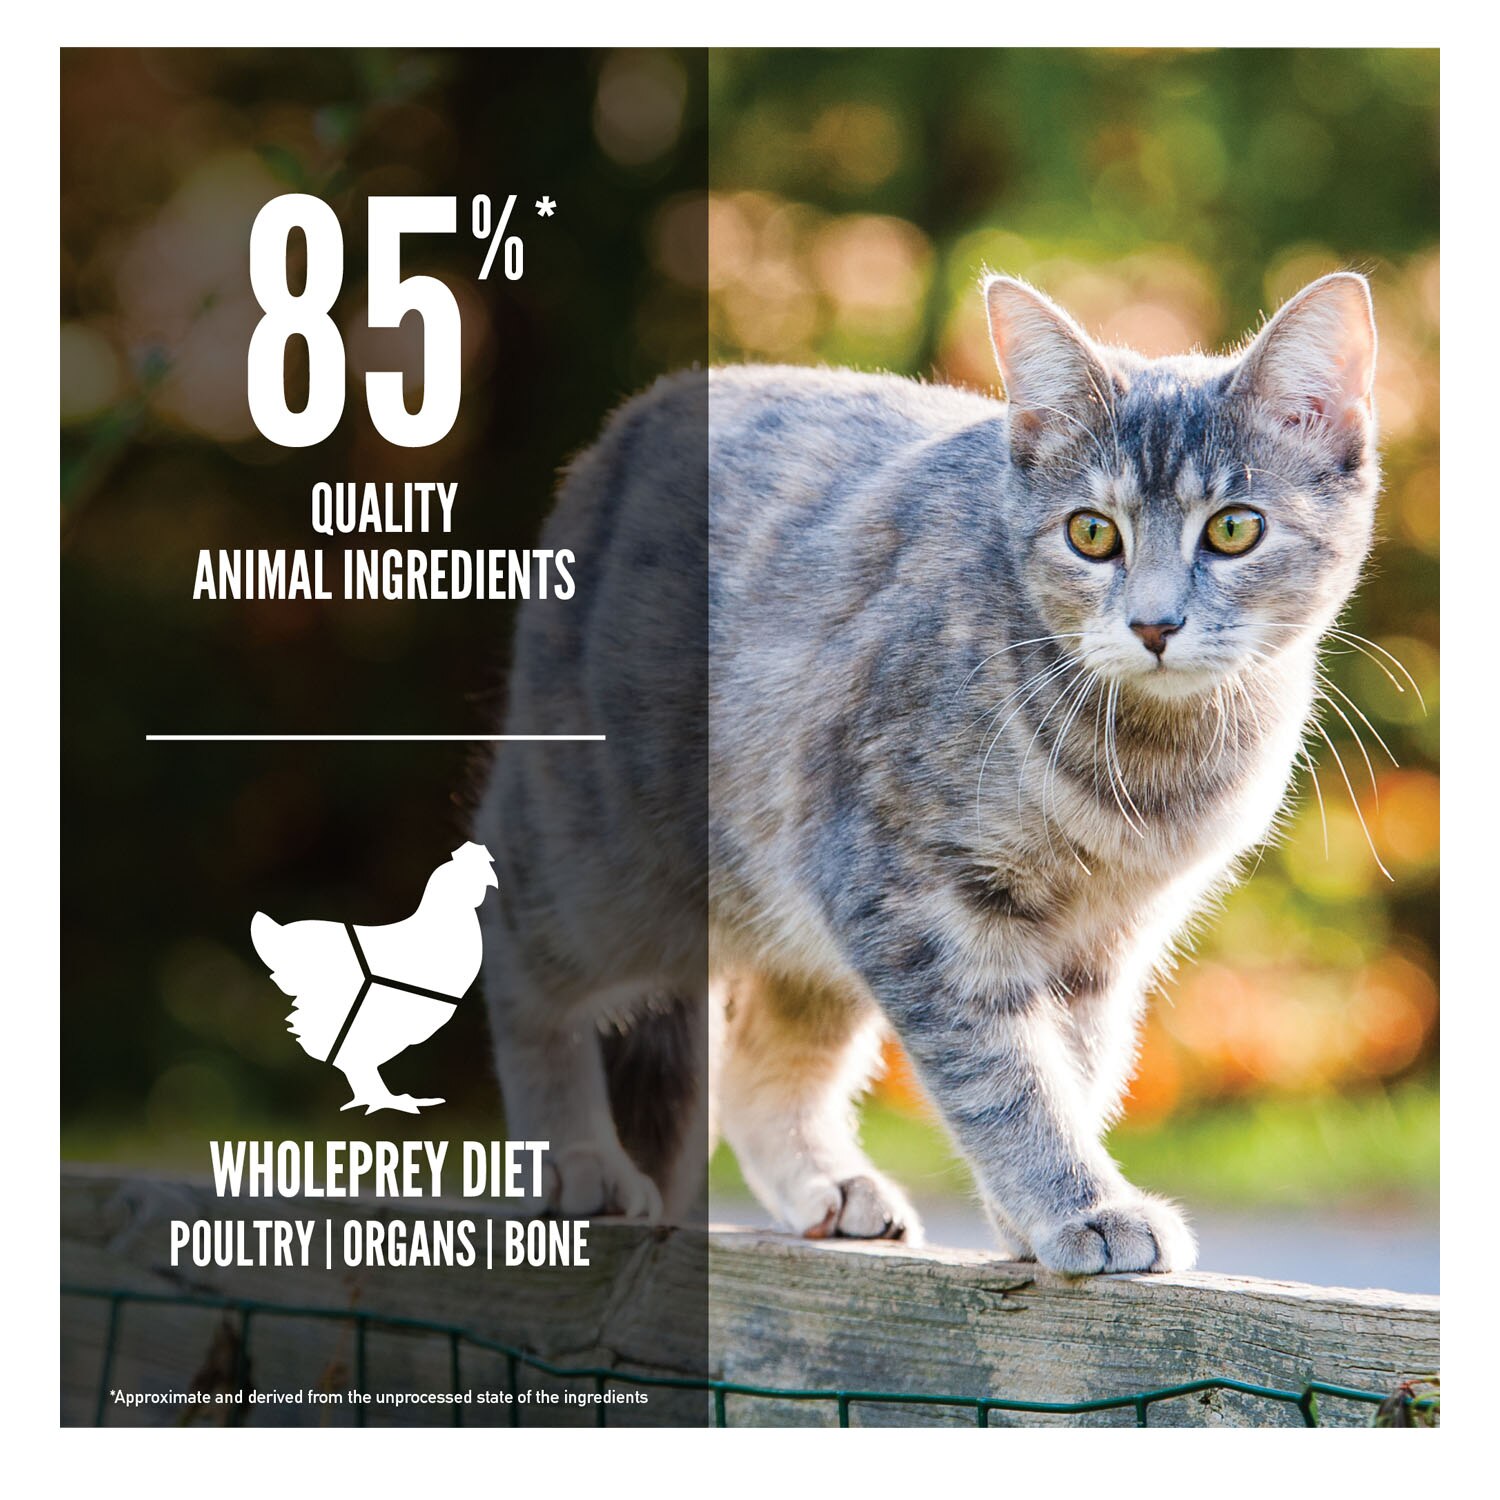 85%*
QUALITY
ANIMAL INGREDIENTS
WHOLEPREY DIET
POULTRY | ORGANS | BONE
*Approximate and derived from the unprocessed state of the ingredients